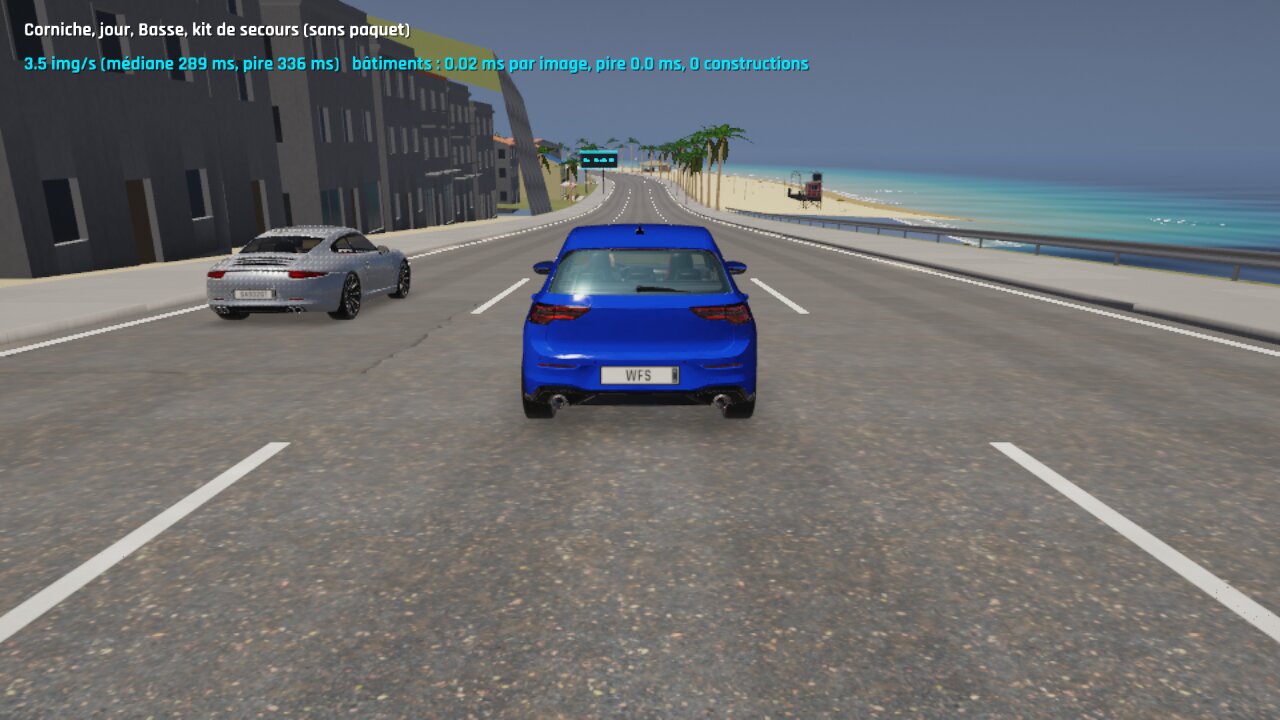 Corniche, jour, Basse, kit de secours (sans paquet)
3.5 img/s (médiane 289 ms, pire 336 ms) bâtiments : 0.02 ms par image, pire 0.0 ms, 0 constructions
WFS